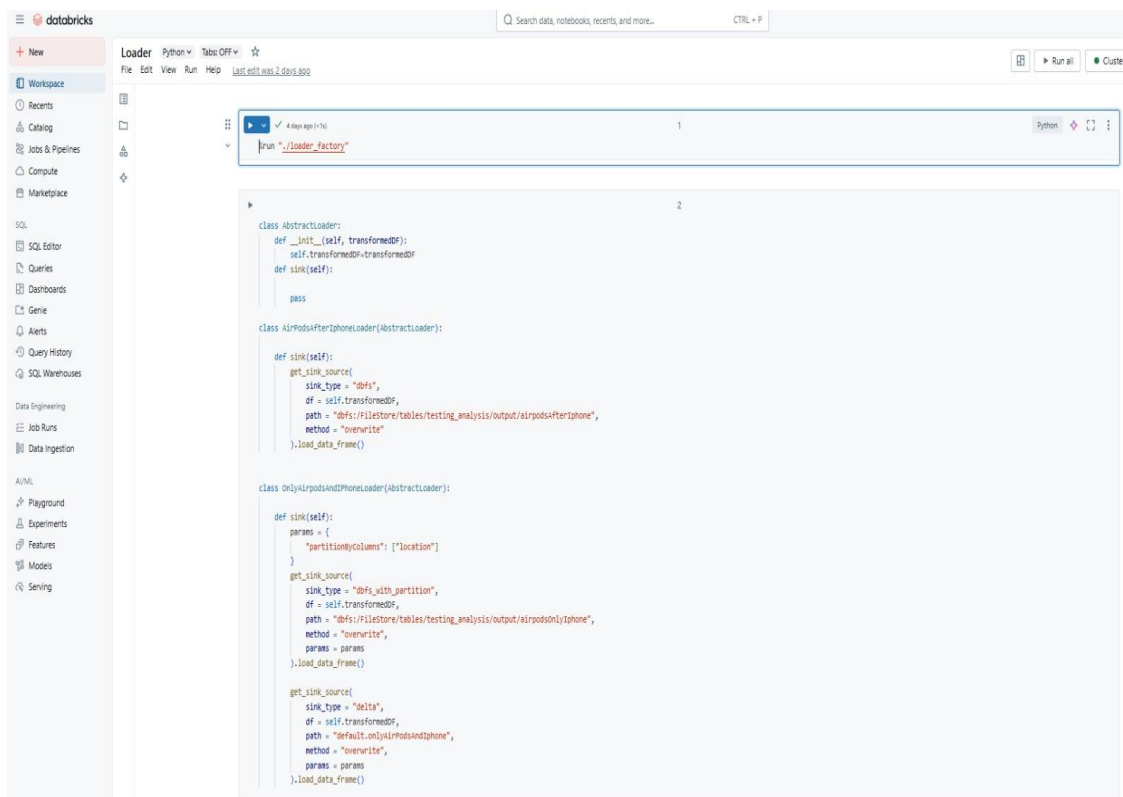 databricks
Search data, notebooks, recents, and more...
CTRL + P
New
Workspace
Recents
Catalog
Jobs & Pipelines
Compute
Marketplace
SQL
SQL Editor
Queries
Dashboards
Genie
Alerts
Query History
SQL Warehouses
Data Engineering
Job Runs
Data Ingestion
AI/ML
Playground
Experiments
Features
Models
Serving
Loader Python Tabs: OFF
File Edit View Run Help Last edit was 2 days ago
Run all Cluste
4 days ago (<1s) 1 Python
%run "./loader_factory"
2
class AbstractLoader:
def __init__(self, transformedDF):
self.transformedDF=transformedDF
def sink(self):
pass
class AirPodsAfterIphoneLoader(AbstractLoader):
def sink(self):
get_sink_source(
sink_type = "dbfs",
df = self.transformedDF,
path = "dbfs:/FileStore/tables/testing_analysis/output/airpodsAfterIphone",
method = "overwrite"
).load_data_frame()
class OnlyAirpodsAndIPhoneLoader(AbstractLoader):
def sink(self):
params = {
"partitionByColumns": ["location"]
}
get_sink_source(
sink_type = "dbfs_with_partition",
df = self.transformedDF,
path = "dbfs:/FileStore/tables/testing_analysis/output/airpodsOnlyIphone",
method = "overwrite",
params = params
).load_data_frame()
get_sink_source(
sink_type = "delta",
df = self.transformedDF,
path = "default.onlyAirPodsAndIphone",
method = "overwrite",
params = params
).load_data_frame()